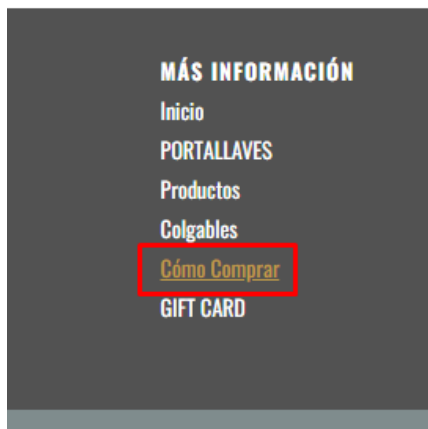 MÁS INFORMACIÓN
Inicio
PORTALLAVES
Productos
Colgables
Cómo Comprar
GIFT CARD